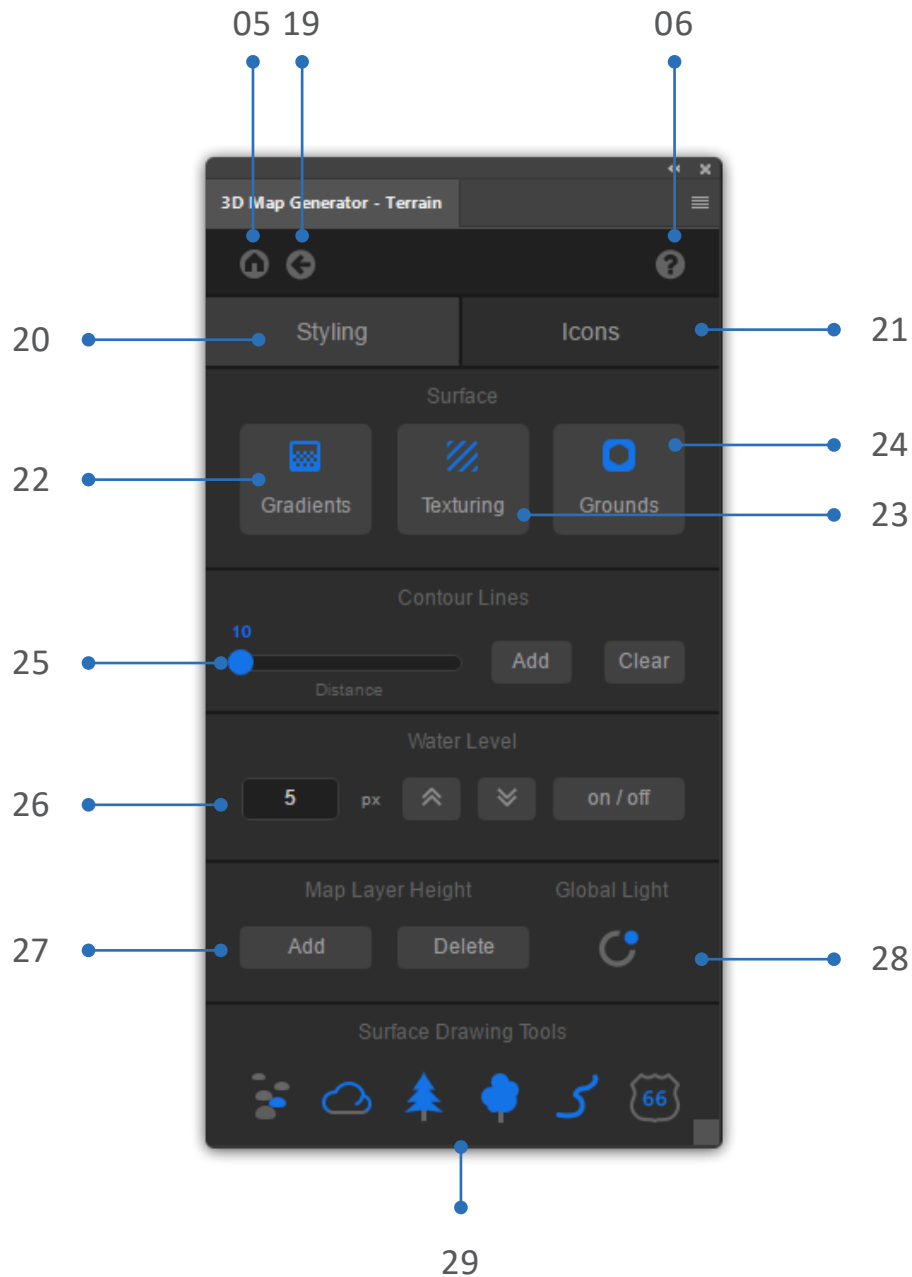 05 19 06
3D Map Generator - Terrain
?
20 Styling Icons 21
Surface
24
22 Gradients Texturing Grounds
23
Contour Lines
10
25 Add Clear
Distance
Water Level
26 5 px on / off
Map Layer Height Global Light
27 Add Delete
28
Surface Drawing Tools
66
29